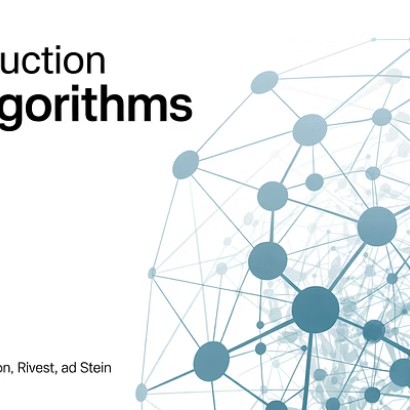 uction
gorithms
on, Rivest, ad Stein